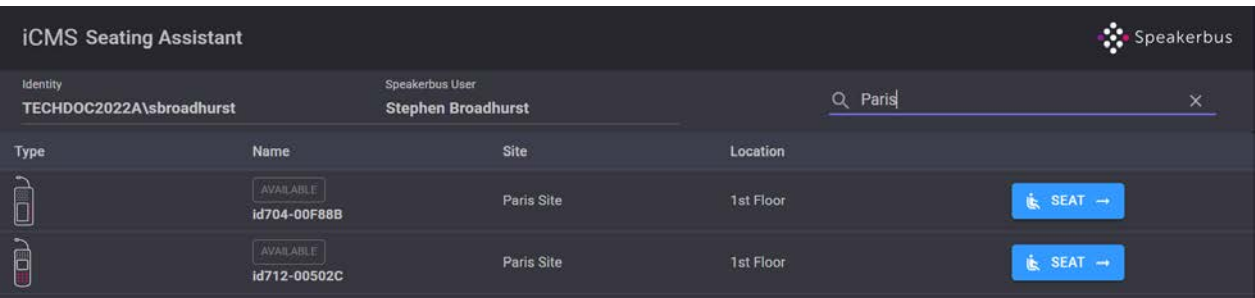 iCMS Seating Assistant
Speakerbus
Identity
TECHDOC2022A\sbroadhurst
Speakerbus User
Stephen Broadhurst
Paris
Type Name Site Location
AVAILABLE
id704-00F88B
Paris Site
1st Floor
SEAT →
AVAILABLE
id712-00502C
Paris Site
1st Floor
SEAT →